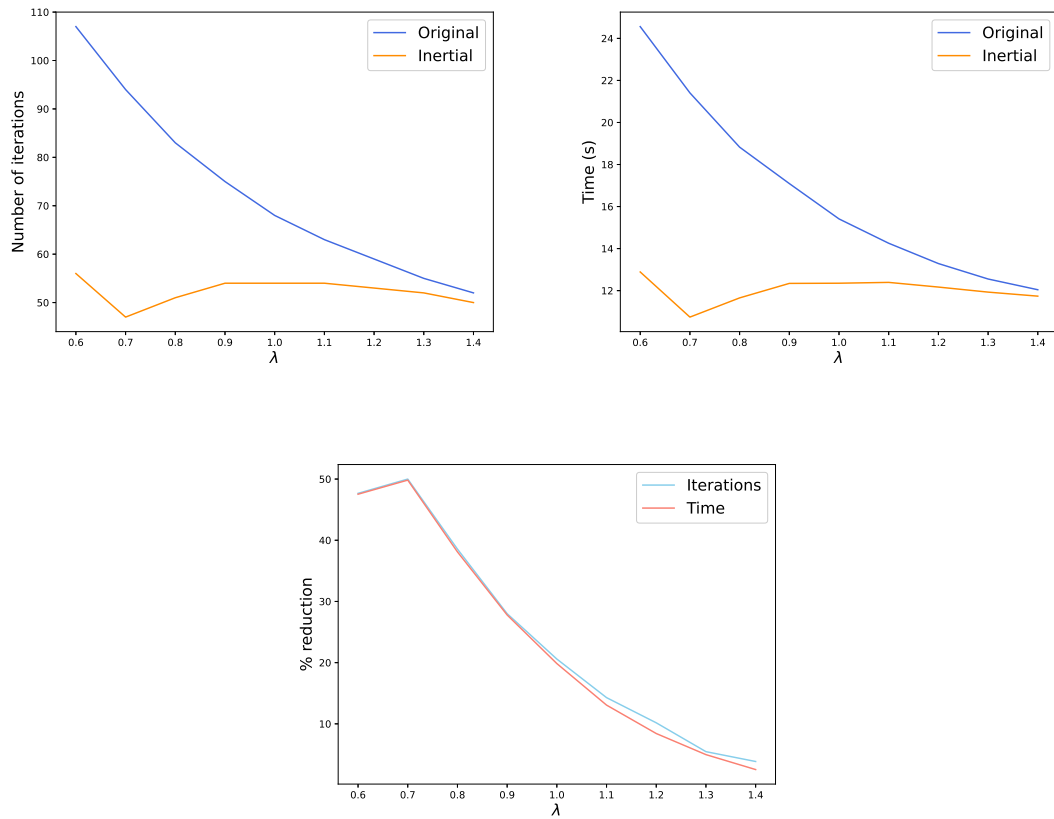 110
100
90
80
70
60
50
Number of iterations
0.6 0.7 0.8 0.9 1.0 1.1 1.2 1.3 1.4
λ
Original
Inertial
24
22
20
18
16
14
12
Time (s)
0.6 0.7 0.8 0.9 1.0 1.1 1.2 1.3 1.4
λ
Original
Inertial
50
40
30
20
10
% reduction
0.6 0.7 0.8 0.9 1.0 1.1 1.2 1.3 1.4
λ
Iterations
Time